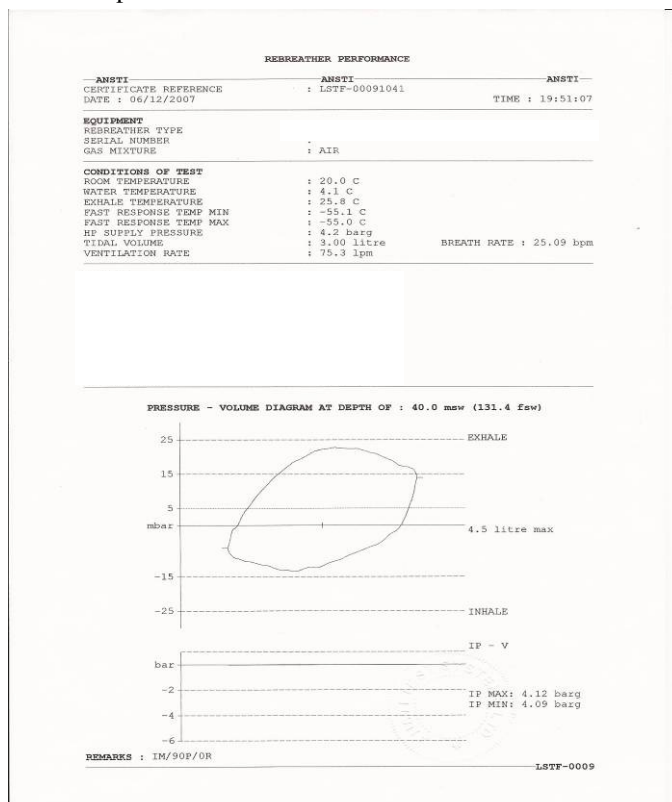 REBREATHER PERFORMANCE
ANSTI ANSTI ANSTI
CERTIFICATE REFERENCE : LSTF-00091041
DATE : 06/12/2007 TIME : 19:51:07
EQUIPMENT
REBREATHER TYPE
SERIAL NUMBER
GAS MIXTURE : AIR
CONDITIONS OF TEST
ROOM TEMPERATURE : 20.0 C
WATER TEMPERATURE : 4.1 C
EXHALE TEMPERATURE : 25.8 C
FAST RESPONSE TEMP MIN : -55.1 C
FAST RESPONSE TEMP MAX : -55.0 C
HP SUPPLY PRESSURE : 4.2 barg
TIDAL VOLUME : 3.00 litre BREATH RATE : 25.09 bpm
VENTILATION RATE : 75.3 lpm
PRESSURE - VOLUME DIAGRAM AT DEPTH OF : 40.0 msw (131.4 fsw)
25 EXHALE
15
5
mbar 4.5 litre max
-15
-25 INHALE
IP - V
bar
-2 IP MAX: 4.12 barg
IP MIN: 4.09 barg
-4
-6
REMARKS : IM/90P/0R
LSTF-0009